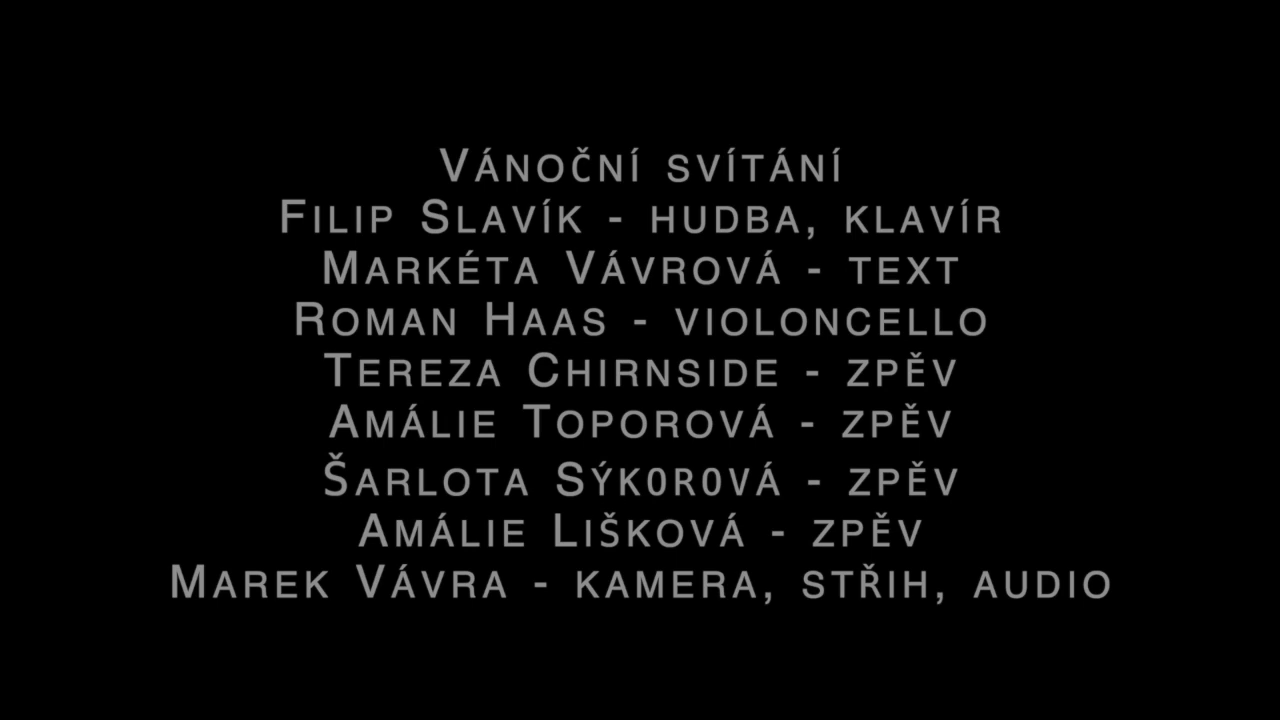 Vánoční svítání
Filip Slavík - hudba, klavír
Markéta Vávrová - text
Roman Haas - violoncello
Tereza Chirnside - zpěv
Amálie Toporová - zpěv
Šarlota Sýkorová - zpěv
Amálie Lišková - zpěv
Marek Vávra - kamera, střih, audio